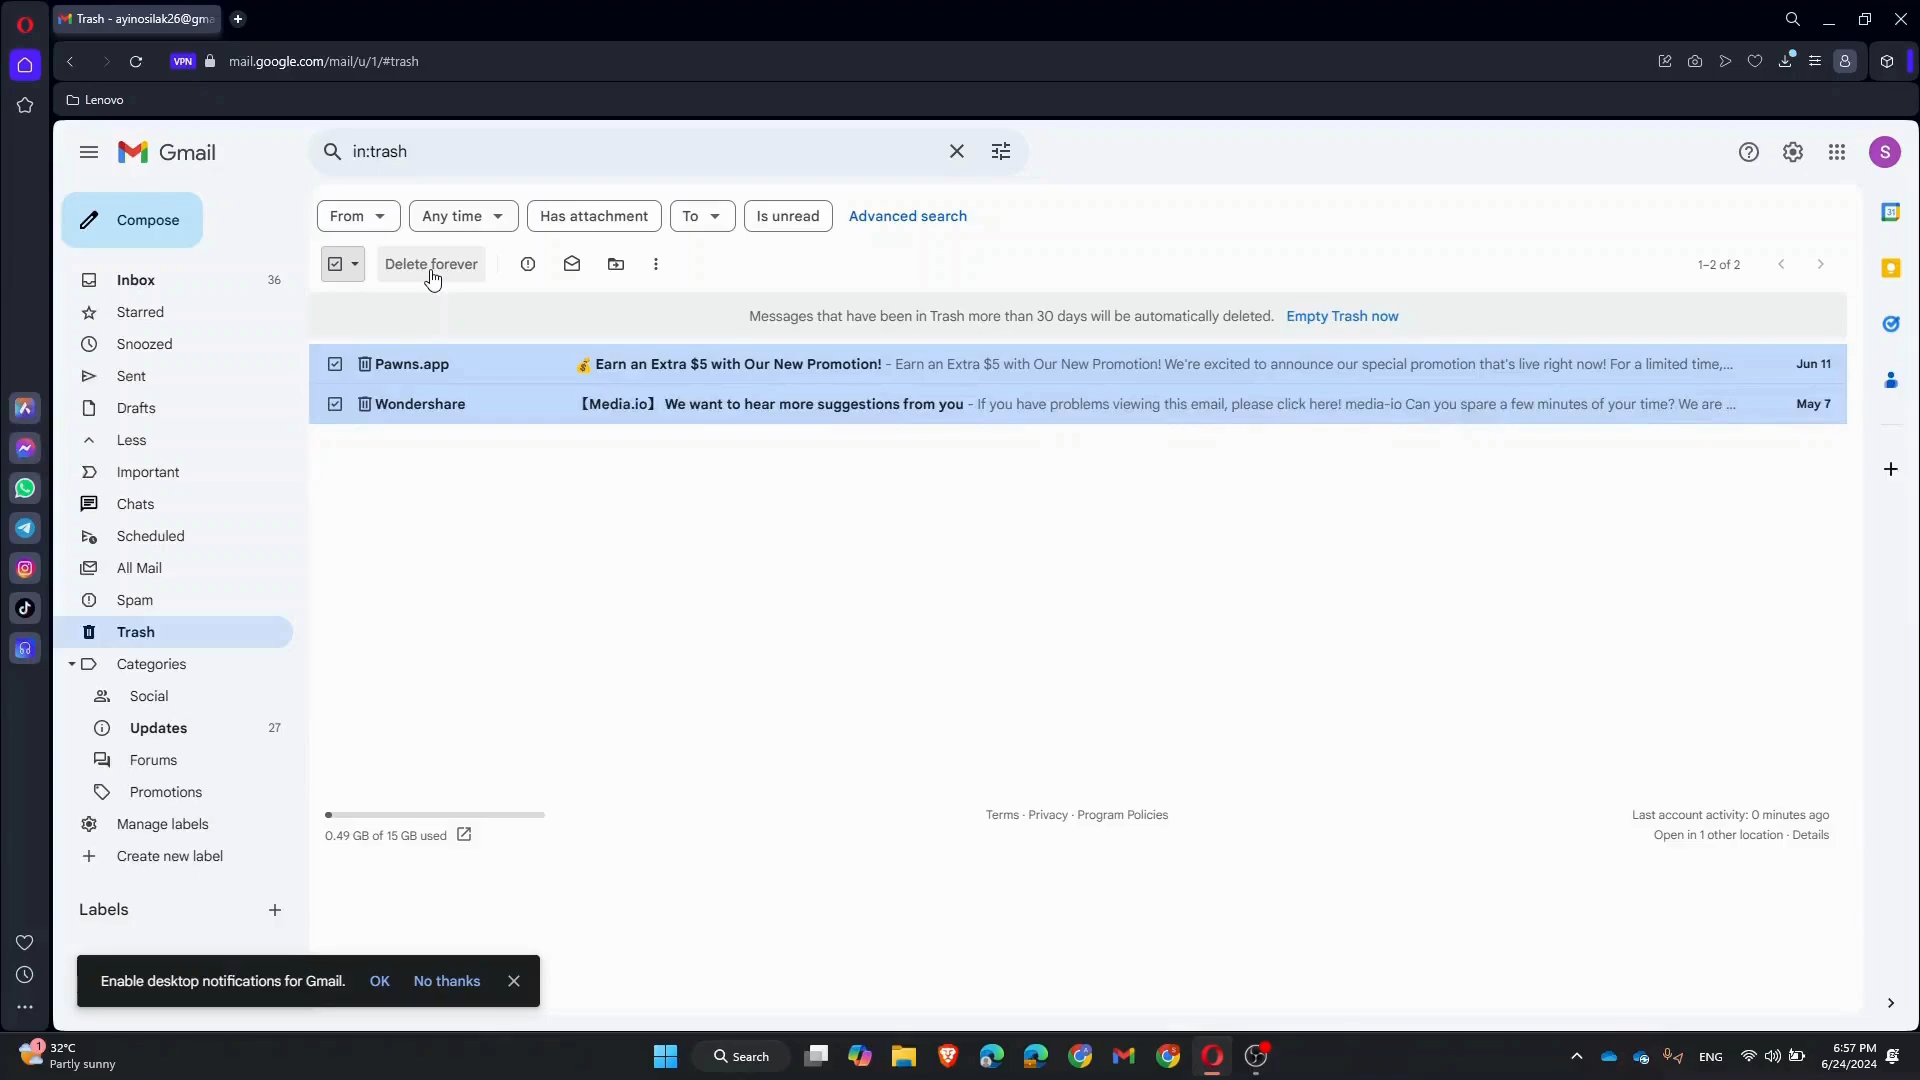 Trash - ayinosilak26@gma
VPN
mail.google.com/mail/u/1/#trash
Lenovo
Gmail
in:trash
S
Compose
From
Any time
Has attachment
To
Is unread
Advanced search
Delete forever
1–2 of 2
Inbox 36
Starred
Snoozed
Sent
Drafts
Less
Important
Chats
Scheduled
All Mail
Spam
Trash
Categories
Social
Updates 27
Forums
Promotions
Manage labels
Create new label
Labels
Messages that have been in Trash more than 30 days will be automatically deleted. Empty Trash now
Pawns.app 💰 Earn an Extra $5 with Our New Promotion! - Earn an Extra $5 with Our New Promotion! We're excited to announce our special promotion that's live right now! For a limited time,... Jun 11
Wondershare 【Media.io】 We want to hear more suggestions from you - If you have problems viewing this email, please click here! media-io Can you spare a few minutes of your time? We are ... May 7
31
0.49 GB of 15 GB used
Terms · Privacy · Program Policies
Last account activity: 0 minutes ago
Open in 1 other location · Details
Enable desktop notifications for Gmail. OK No thanks
1
32°C
Partly sunny
Search
ENG
6:57 PM
6/24/2024